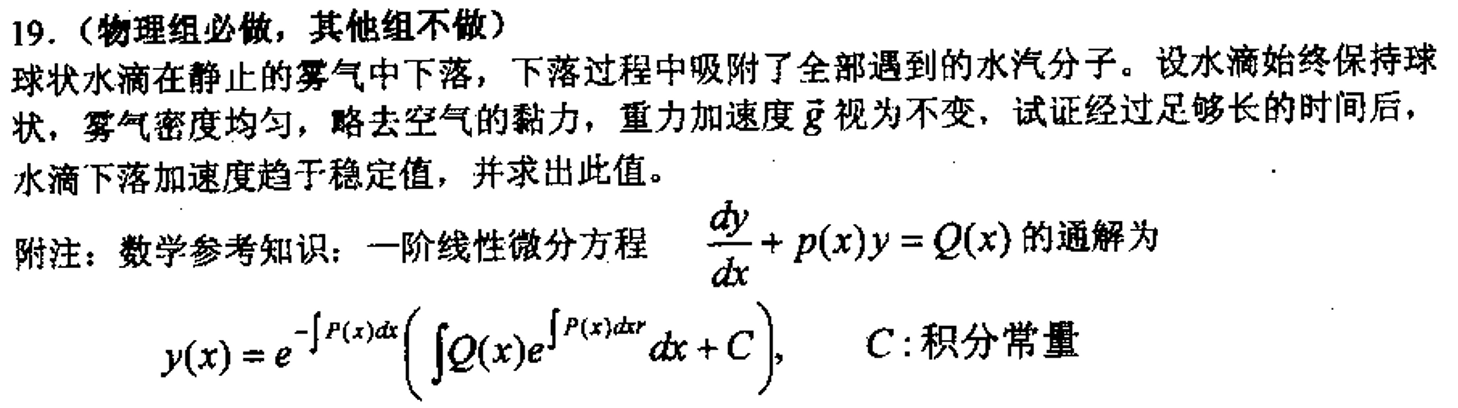 19.（物理组必做，其他组不做）
球状水滴在静止的雾气中下落，下落过程中吸附了全部遇到的水汽分子。设水滴始终保持球
状，雾气密度均匀，略去空气的黏力，重力加速度 $\vec{g}$ 视为不变，试证经过足够长的时间后，
水滴下落加速度趋于稳定值，并求出此值。
附注：数学参考知识：一阶线性微分方程 $\frac{dy}{dx} + p(x)y = Q(x)$ 的通解为
$y(x) = e^{-\int P(x)dx}\left(\int Q(x)e^{\int P(x)dxr}dx + C\right),$ C:积分常量